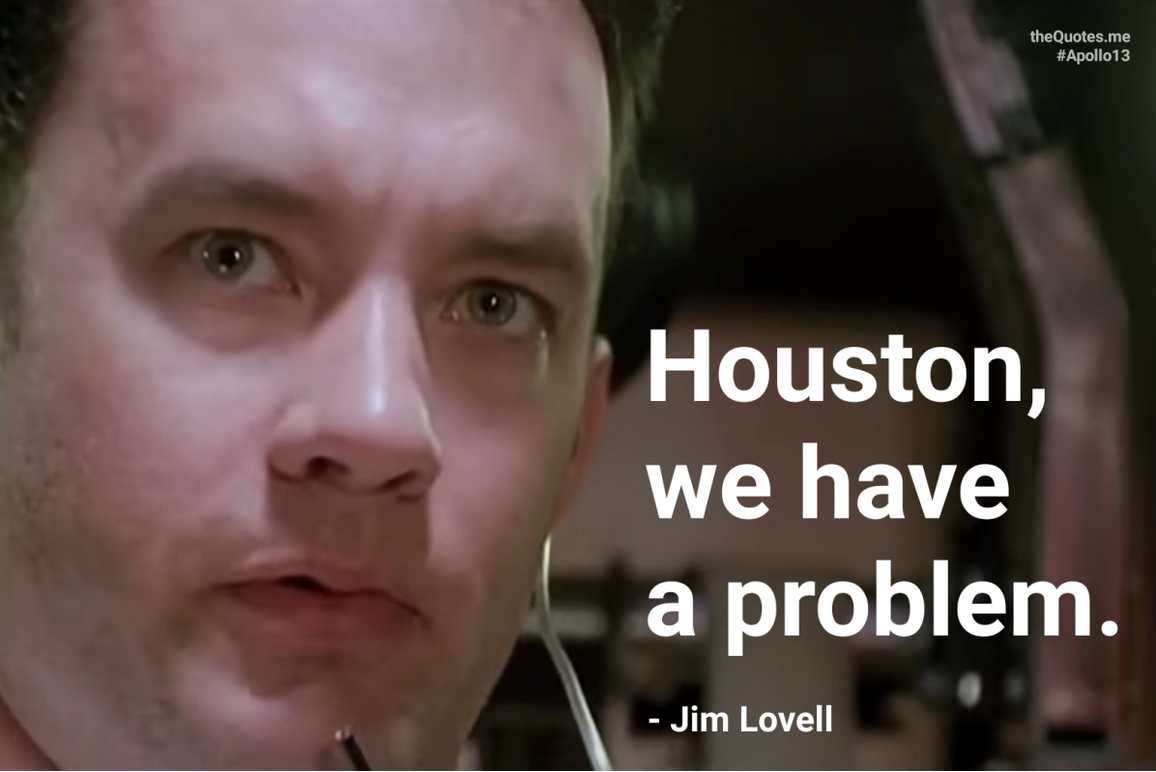 theQuotes.me
#Apollo13
Houston,
we have
a problem.
- Jim Lovell